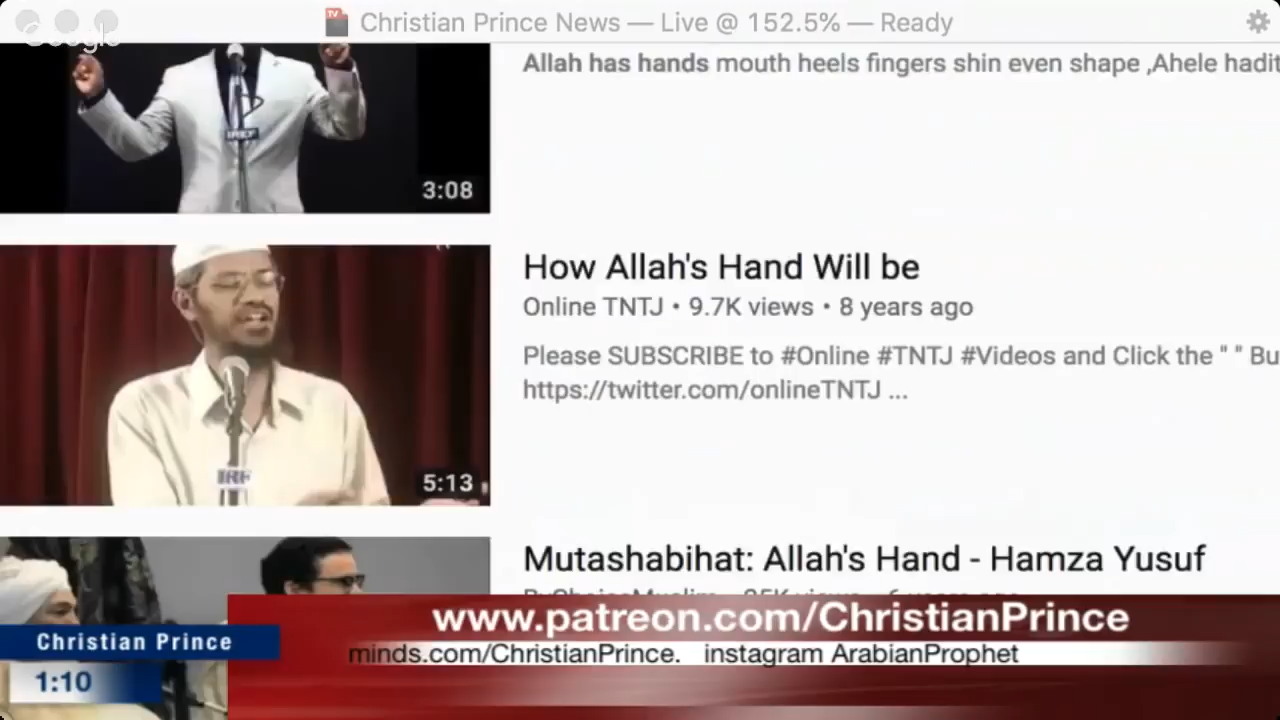 Google
Christian Prince News — Live @ 152.5% — Ready
Allah has hands mouth heels fingers shin even shape ,Ahele hadit
IRF
3:08
How Allah's Hand Will be
Online TNTJ • 9.7K views • 8 years ago
Please SUBSCRIBE to #Online #TNTJ #Videos and Click the " " Bu
https://twitter.com/onlineTNTJ ...
IRF
5:13
Mutashabihat: Allah's Hand - Hamza Yusuf
www.patreon.com/ChristianPrince
Christian Prince
minds.com/ChristianPrince. instagram ArabianProphet
1:10